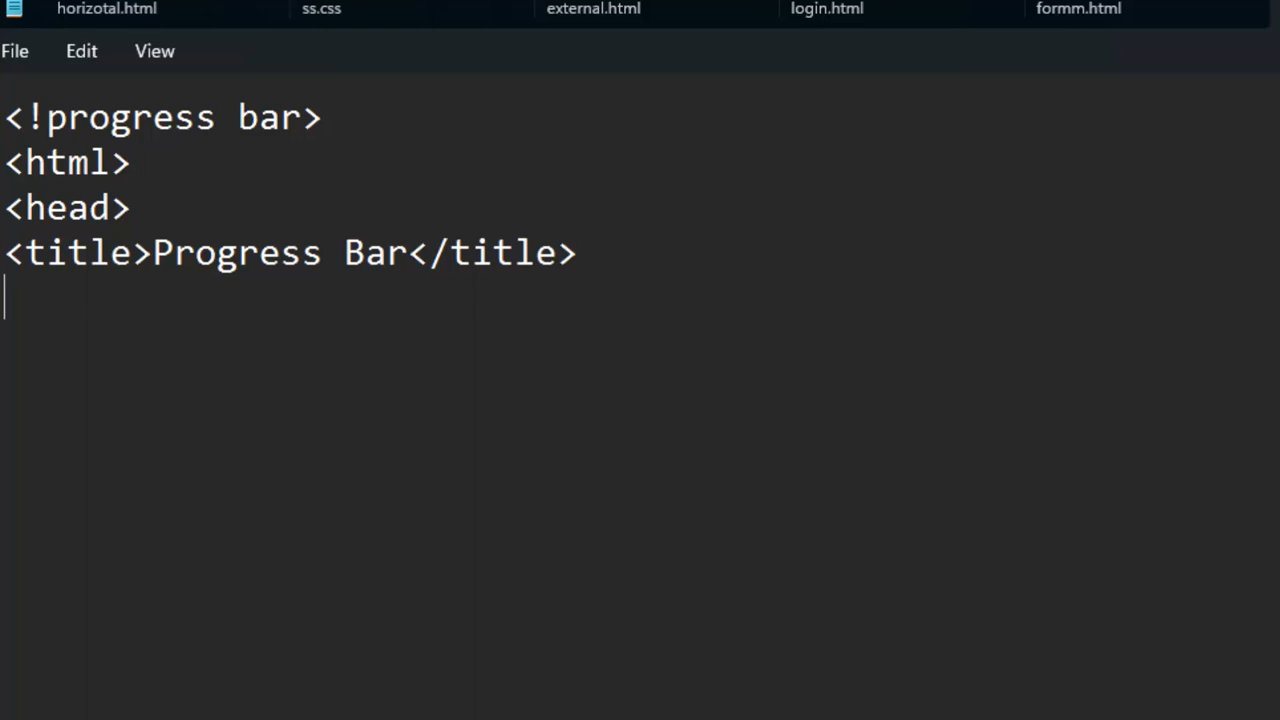 horizotal.html ss.css external.html login.html formm.html
File Edit View
<!progress bar>
<html>
<head>
<title>Progress Bar</title>